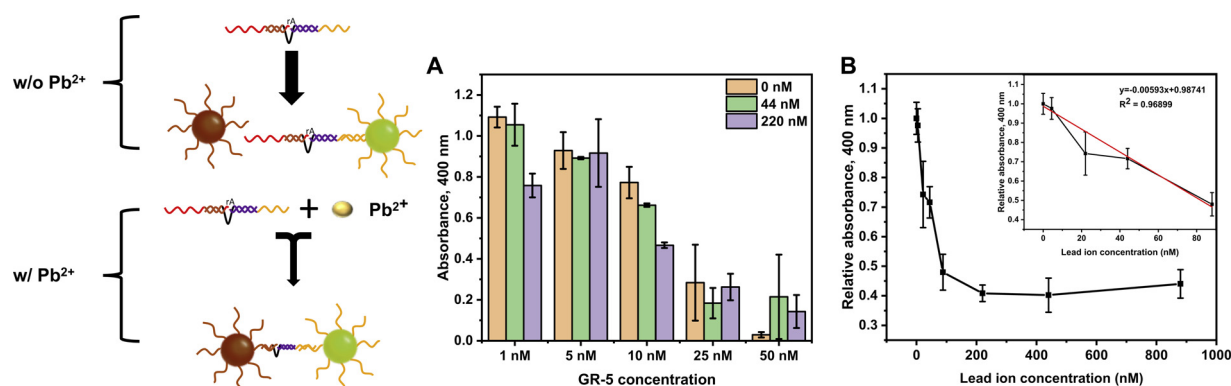 w/o Pb²⁺
rA
rA
w/ Pb²⁺
rA
+
Pb²⁺
A
0 nM
44 nM
220 nM
Absorbance, 400 nm
1.2
1.0
0.8
0.6
0.4
0.2
0.0
1 nM 5 nM 10 nM 25 nM 50 nM
GR-5 concentration
B
Relative absorbance, 400 nm
1.1
1.0
0.9
0.8
0.7
0.6
0.5
0.4
0.3
0 200 400 600 800 1000
Lead ion concentration (nM)
y=-0.00593x+0.98741
R² = 0.96899
Relative absorbance, 400 nm
1.1
1.0
0.9
0.8
0.7
0.6
0.5
0.4
0 20 40 60 80
Lead ion concentration (nM)